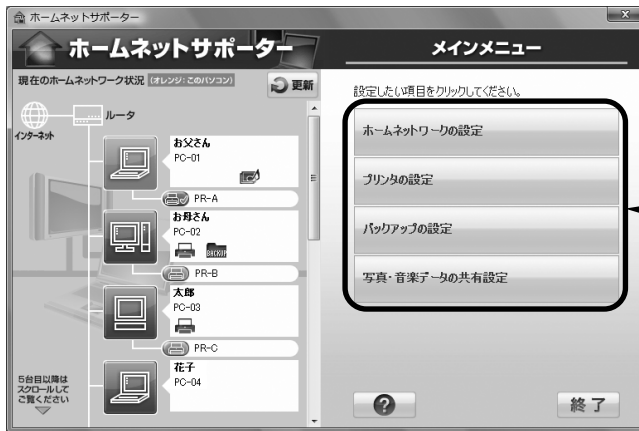 ホームネットサポーター
ホームネットサポーター
メインメニュー
現在のホームネットワーク状況 (オレンジ:このパソコン)
更新
設定したい項目をクリックしてください。
インターネット
ルータ
お父さん
PC-01
PR-A
お母さん
PC-02
BACKUP
PR-B
太郎
PC-03
PR-C
花子
PC-04
5台目以降は
スクロールして
ご覧ください
ホームネットワークの設定
プリンタの設定
バックアップの設定
写真・音楽データの共有設定
?
終了